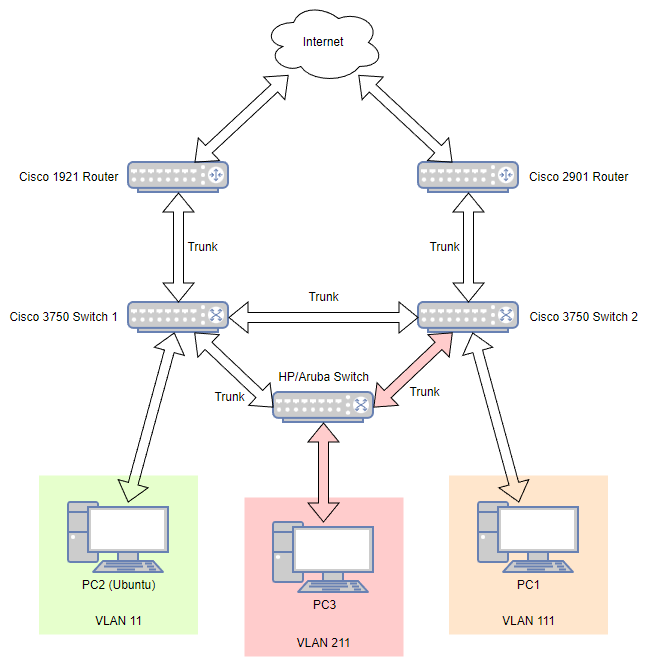 Internet
Cisco 1921 Router
Cisco 2901 Router
Trunk
Trunk
Trunk
Cisco 3750 Switch 1
Cisco 3750 Switch 2
HP/Aruba Switch
Trunk
Trunk
PC2 (Ubuntu)
VLAN 11
PC3
VLAN 211
PC1
VLAN 111